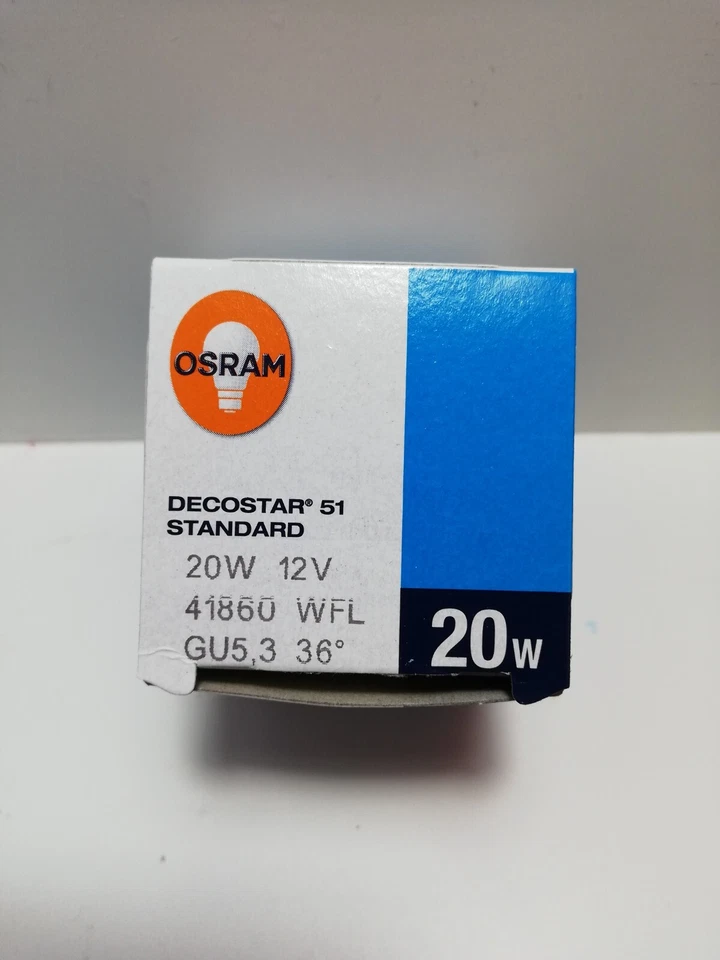 OSRAM
DECOSTAR® 51
STANDARD
20W 12V
41860 WFL
GU5,3 36°
20W